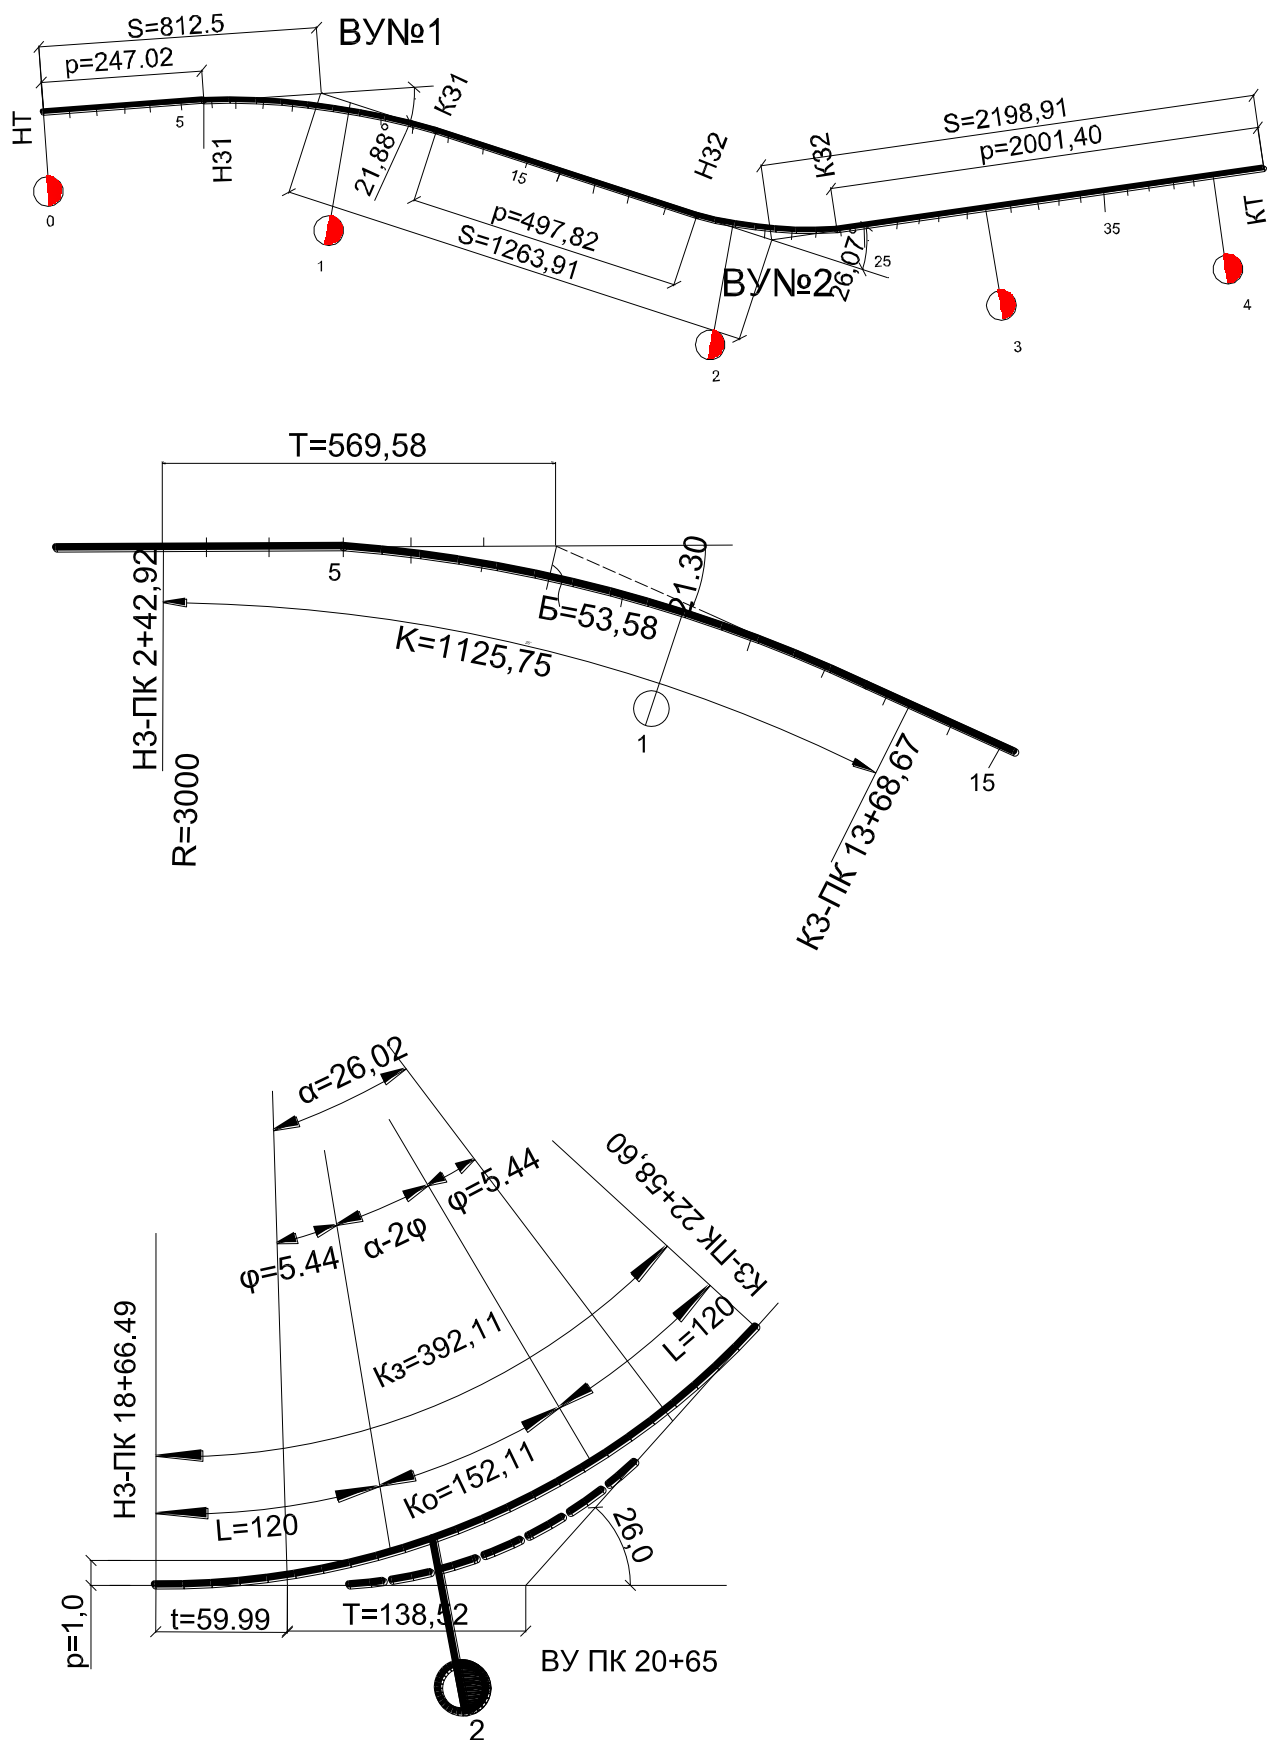 S=812.5
ВУ№1
p=247.02
НТ
5
НЗ1
КЗ1
21,88°
15
p=497,82
S=1263,91
НЗ2
КЗ2
S=2198,91
p=2001,40
ВУ№2
26,07°
25
35
КТ
0
1
2
3
4
T=569,58
5
НЗ-ПК 2+42,92
R=3000
Б=53,58
21.30
K=1125,75
1
15
КЗ-ПК 13+68,67
α=26,02
φ=5.44
α-2φ
φ=5.44
КЗ-ПК 22+58,60
НЗ-ПК 18+66.49
Кз=392,11
L=120
Ко=152,11
L=120
26,0
p=1,0
t=59.99
T=138,52
ВУ ПК 20+65
2